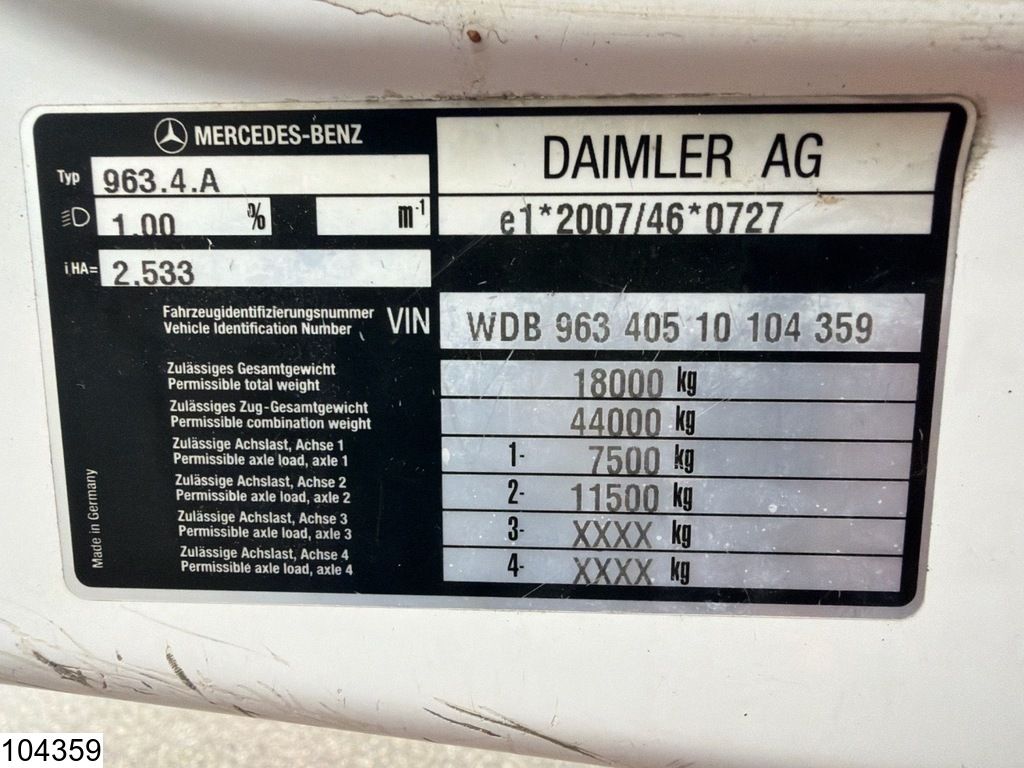 MERCEDES-BENZ
DAIMLER AG
Typ 963.4.A
1.00 % m-1
e1*2007/46*0727
iHA= 2,533
Fahrzeugidentifizierungsnummer
Vehicle Identification Number
VIN WDB 963 405 10 104 359
Zulässiges Gesamtgewicht
Permissible total weight
18000 kg
Zulässiges Zug-Gesamtgewicht
Permissible combination weight
44000 kg
Zulässige Achslast, Achse 1
Permissible axle load, axle 1
1- 7500 kg
Zulässige Achslast, Achse 2
Permissible axle load, axle 2
2- 11500 kg
Zulässige Achslast, Achse 3
Permissible axle load, axle 3
3- XXXX kg
Zulässige Achslast, Achse 4
Permissible axle load, axle 4
4- XXXX kg
Made in Germany
104359